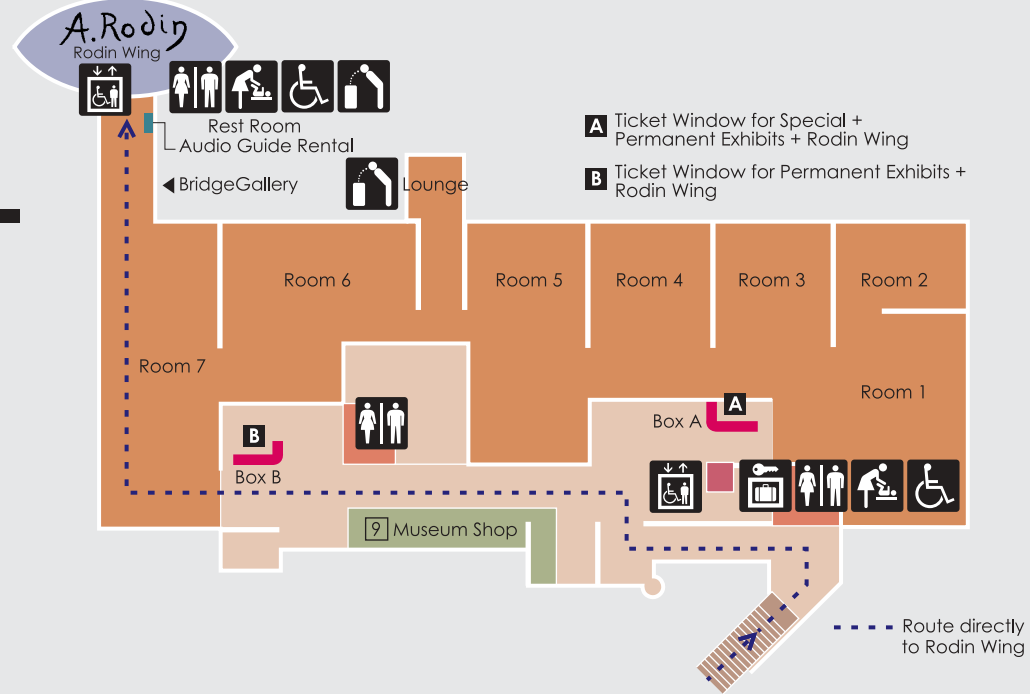 A. Rodin
Rodin Wing
Rest Room
Audio Guide Rental
BridgeGallery
Lounge
A Ticket Window for Special +
Permanent Exhibits + Rodin Wing
B Ticket Window for Permanent Exhibits +
Rodin Wing
Room 6
Room 5
Room 4
Room 3
Room 2
Room 7
Room 1
A
Box A
B
Box B
9 Museum Shop
Route directly
to Rodin Wing